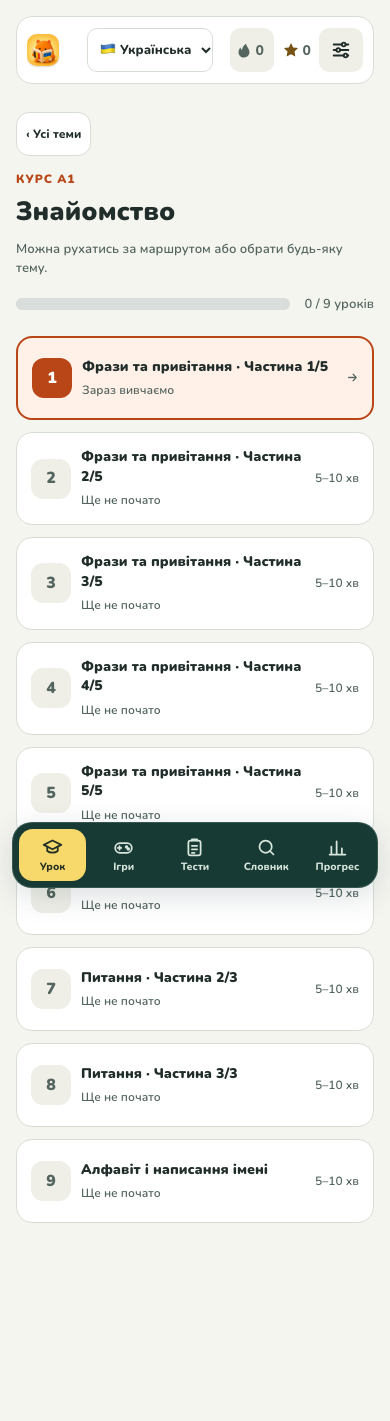 Українська
0
0
‹ Усі теми
КУРС A1
Знайомство
Можна рухатись за маршрутом або обрати будь-яку
тему.
0 / 9 уроків
1
Фрази та привітання · Частина 1/5
Зараз вивчаємо
→
2
Фрази та привітання · Частина
2/5
Ще не почато
5–10 хв
3
Фрази та привітання · Частина
3/5
Ще не почато
5–10 хв
4
Фрази та привітання · Частина
4/5
Ще не почато
5–10 хв
5
Фрази та привітання · Частина
5/5
Ще не почато
5–10 хв
Урок
Ігри
Тести
Словник
Прогрес
6
Ще не почато
5–10 хв
7
Питання · Частина 2/3
Ще не почато
5–10 хв
8
Питання · Частина 3/3
Ще не почато
5–10 хв
9
Алфавіт і написання імені
Ще не почато
5–10 хв